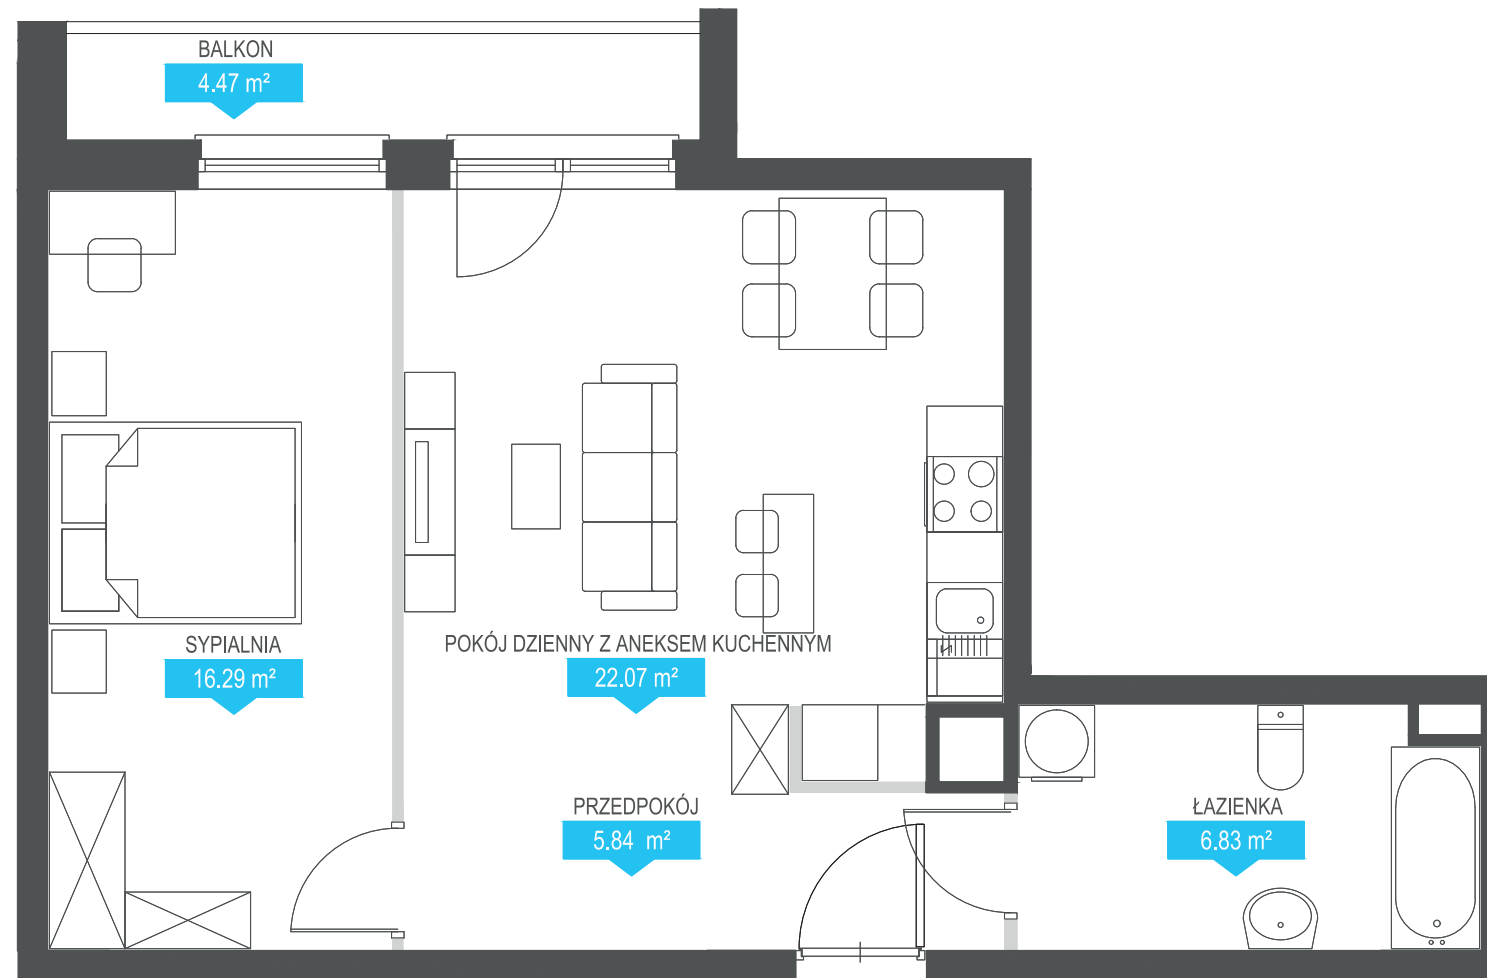 BALKON
4.47 m²
SYPIALNIA
16.29 m²
POKÓJ DZIENNY Z ANEKSEM KUCHENNYM
22.07 m²
PRZEDPOKÓJ
5.84 m²
ŁAZIENKA
6.83 m²